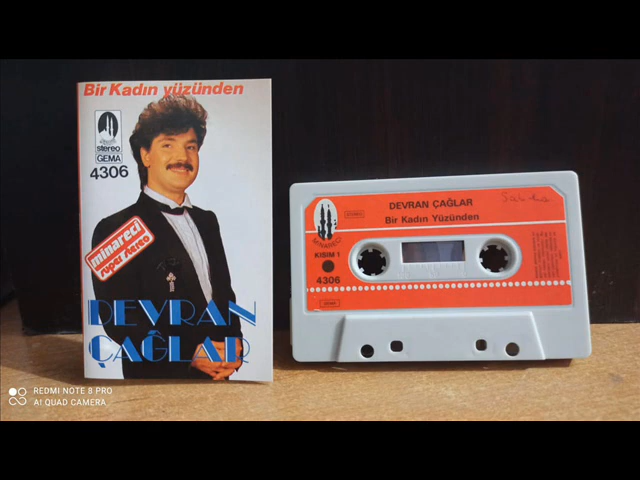 Bir Kadın yüzünden
stereo
GEMA
4306
minareci
super stereo
DEVRAN
ÇAĞLAR
DEVRAN ÇAĞLAR
Bir Kadın Yüzünden
MİNARECİ
KISIM 1
4306
REDMI NOTE 8 PRO
AI QUAD CAMERA